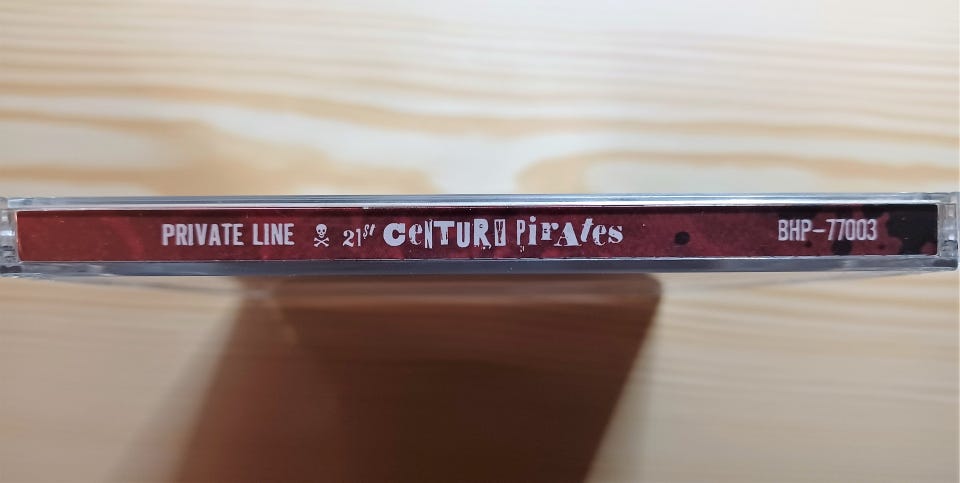 PRIVATE LINE 21st CENTURY PiRAtes BHP-77003